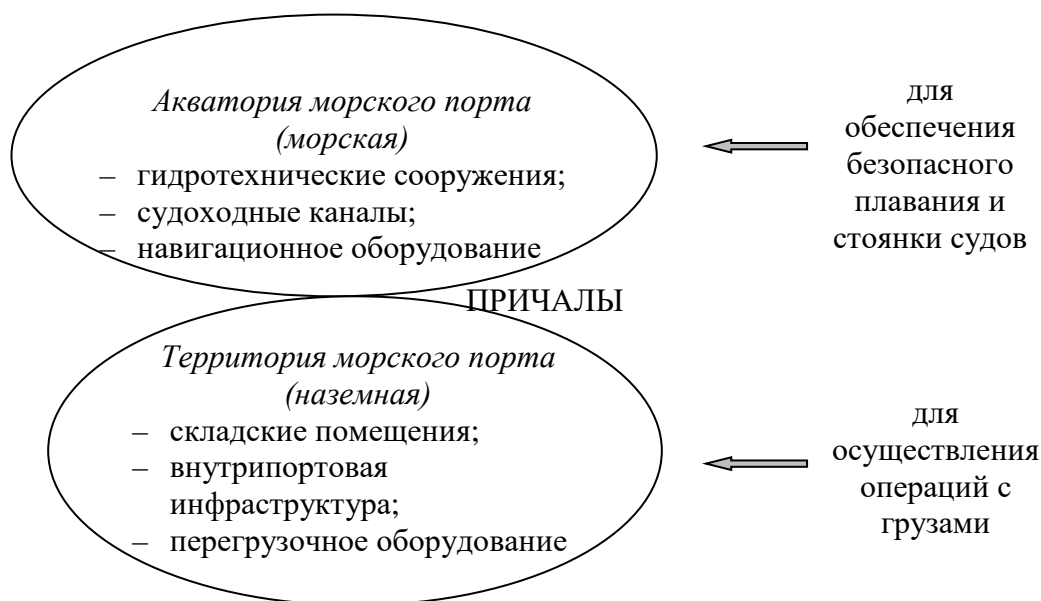 Акватория морского порта
(морская)
– гидротехнические сооружения;
– судоходные каналы;
– навигационное оборудование
для
обеспечения
безопасного
плавания и
стоянки судов
ПРИЧАЛЫ
Территория морского порта
(наземная)
– складские помещения;
– внутрипортовая
инфраструктура;
– перегрузочное оборудование
для
осуществления
операций с
грузами